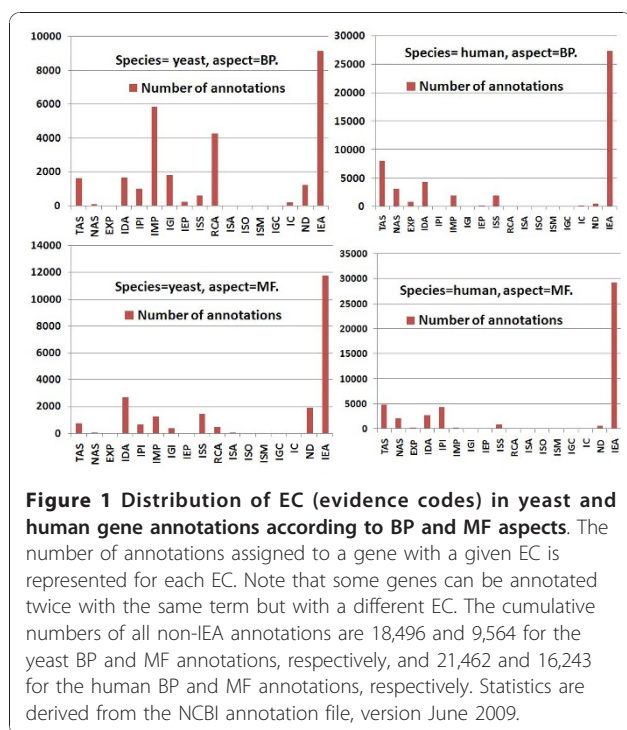 10000
8000
6000
4000
2000
0
Species= yeast, aspect=BP.
Number of annotations
TAS NAS EXP IDA IPI IMP IGI IEP ISS RCA ISA ISO ISM IGC IC ND IEA
30000
25000
20000
15000
10000
5000
0
Species= human, aspect=BP.
Number of annotations
TAS NAS EXP IDA IPI IMP IGI IEP ISS RCA ISA ISO ISM IGC IC ND IEA
14000
12000
10000
8000
6000
4000
2000
0
Species=yeast, aspect=MF.
Number of annotations
TAS NAS EXP IDA IPI IMP IGI IEP ISS RCA ISA ISO ISM IGC IC ND IEA
35000
30000
25000
20000
15000
10000
5000
0
Species=human, aspect=MF.
Number of annotations
TAS NAS EXP IDA IPI IMP IGI IEP ISS RCA ISA ISO ISM IGC IC ND IEA
Figure 1 Distribution of EC (evidence codes) in yeast and
human gene annotations according to BP and MF aspects. The
number of annotations assigned to a gene with a given EC is
represented for each EC. Note that some genes can be annotated
twice with the same term but with a different EC. The cumulative
numbers of all non-IEA annotations are 18,496 and 9,564 for the
yeast BP and MF annotations, respectively, and 21,462 and 16,243
for the human BP and MF annotations, respectively. Statistics are
derived from the NCBI annotation file, version June 2009.